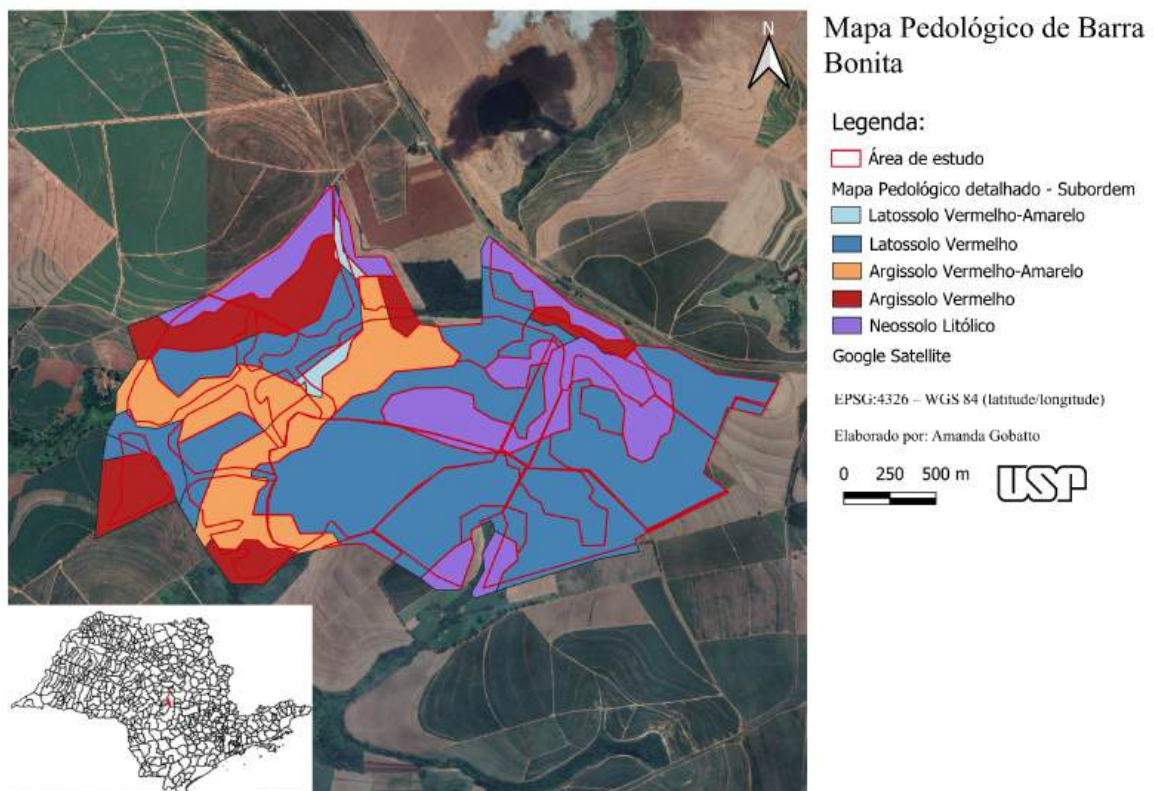 N
Mapa Pedológico de Barra
Bonita
Legenda:
Área de estudo
Mapa Pedológico detalhado - Subordem
Latossolo Vermelho-Amarelo
Latossolo Vermelho
Argissolo Vermelho-Amarelo
Argissolo Vermelho
Neossolo Litólico
Google Satellite
EPSG:4326 – WGS 84 (latitude/longitude)
Elaborado por: Amanda Gobatto
0 250 500 m
USP